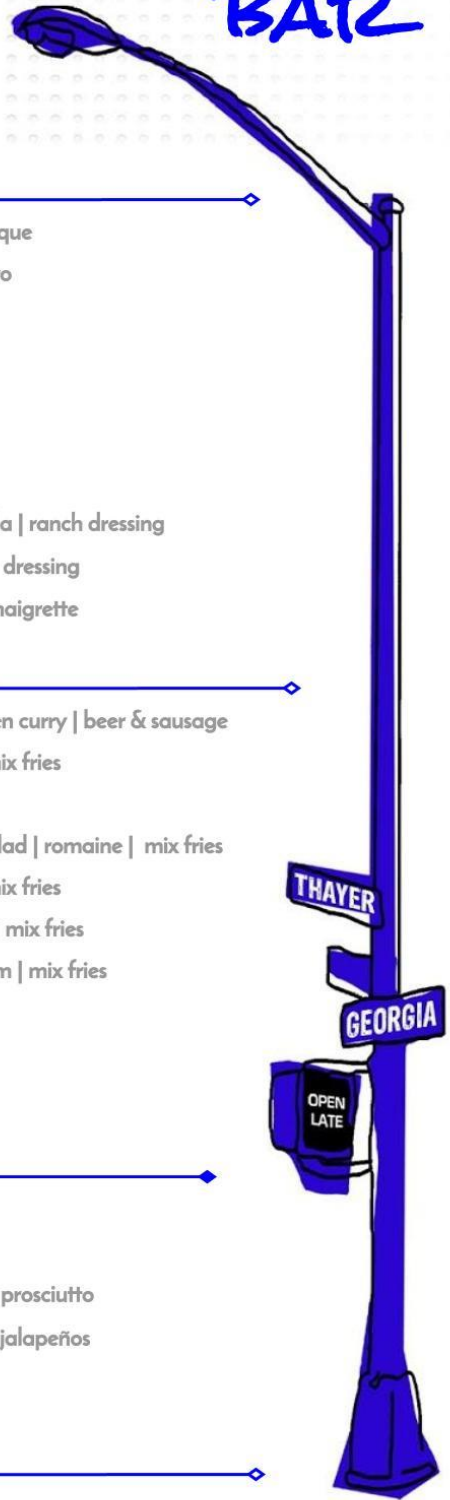 BAR
que
o
a | ranch dressing
dressing
naigrette
en curry | beer & sausage
ix fries
lad | romaine | mix fries
ix fries
mix fries
m | mix fries
THAYER
GEORGIA
OPEN
LATE
prosciutto
jalapeños